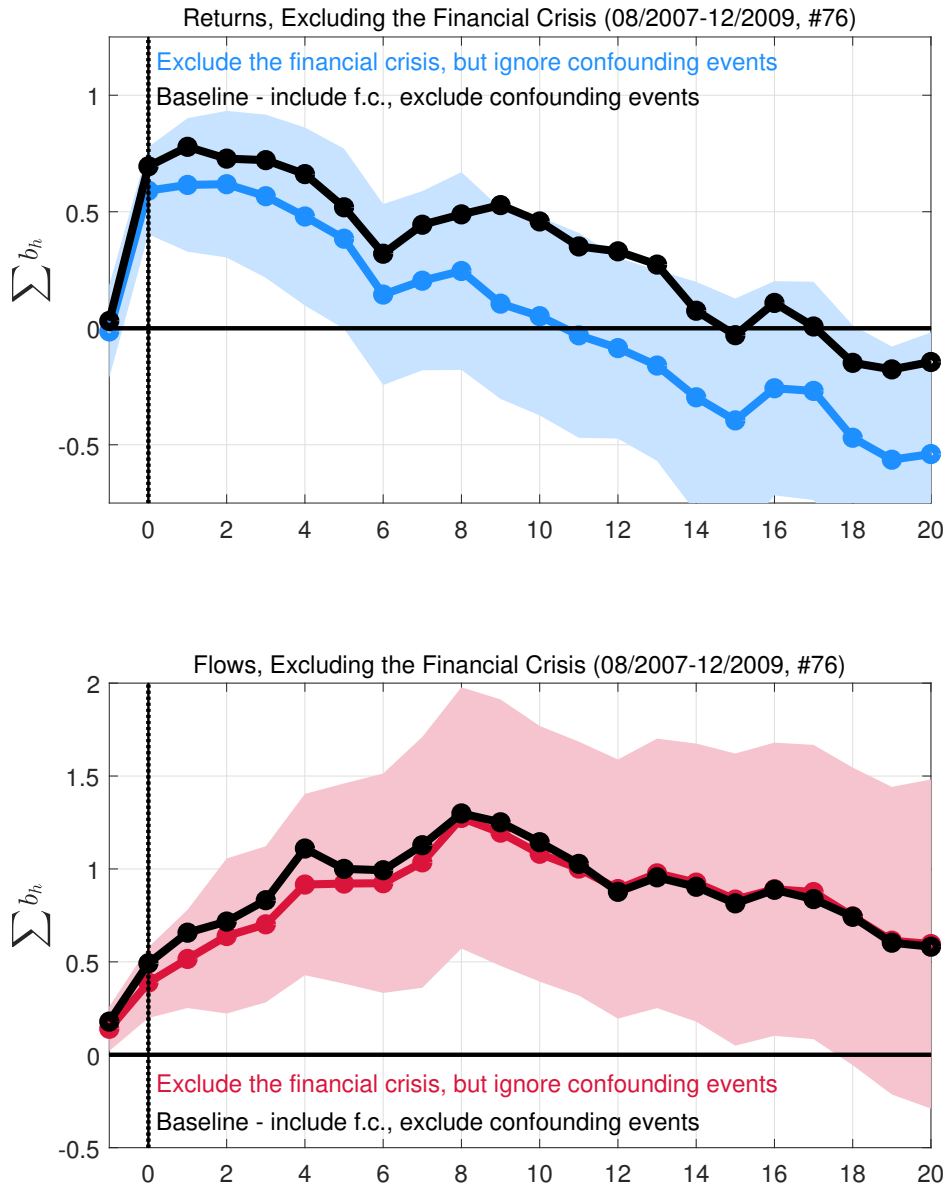 Returns, Excluding the Financial Crisis (08/2007-12/2009, #76)
Exclude the financial crisis, but ignore confounding events
Baseline - include f.c., exclude confounding events
1
0.5
0
-0.5
∑ b_h
0 2 4 6 8 10 12 14 16 18 20
Flows, Excluding the Financial Crisis (08/2007-12/2009, #76)
2
1.5
1
0.5
0
-0.5
∑ b_h
Exclude the financial crisis, but ignore confounding events
Baseline - include f.c., exclude confounding events
0 2 4 6 8 10 12 14 16 18 20